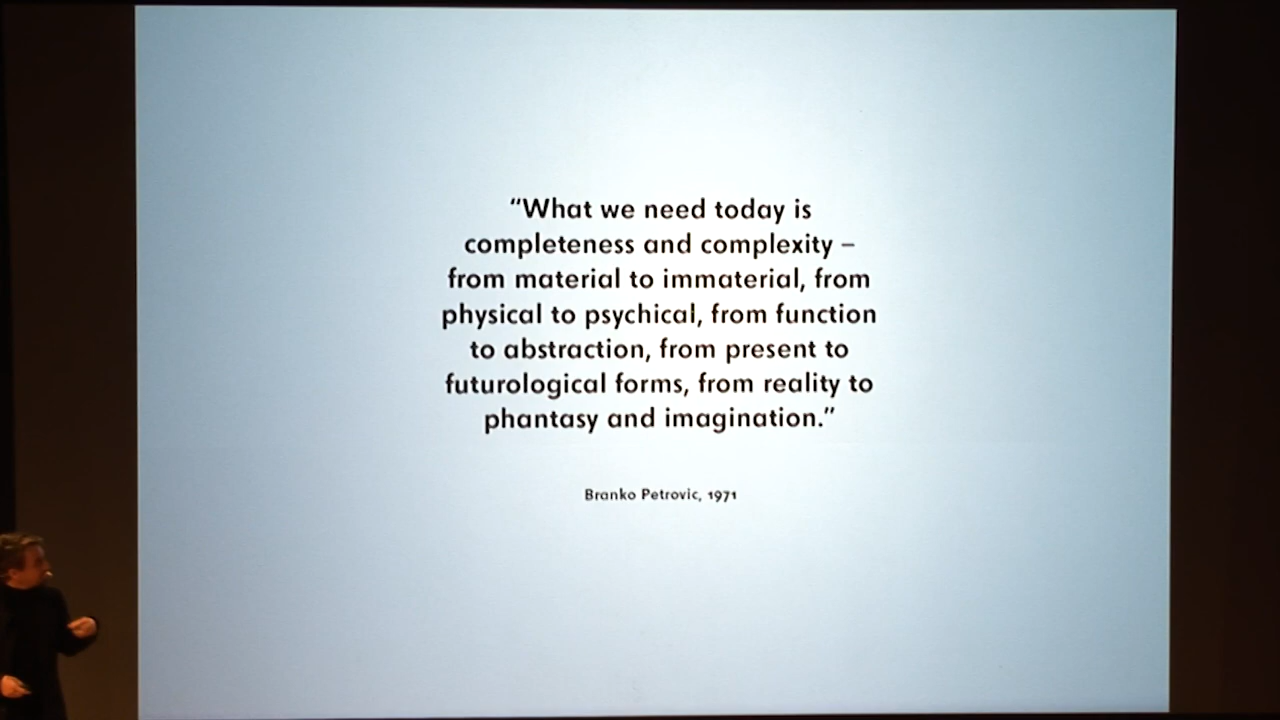 “What we need today is
completeness and complexity –
from material to immaterial, from
physical to psychical, from function
to abstraction, from present to
futurological forms, from reality to
phantasy and imagination.”
Branko Petrovic, 1971